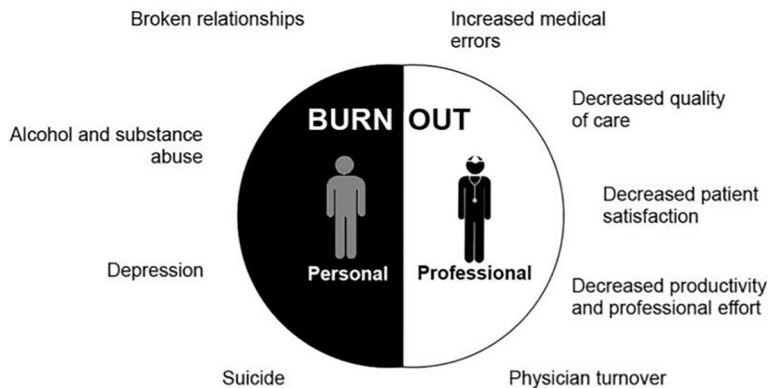 Broken relationships
Increased medical
errors
BURN OUT
Decreased quality
of care
Alcohol and substance
abuse
Decreased patient
satisfaction
Depression
Personal
Professional
Decreased productivity
and professional effort
Suicide
Physician turnover